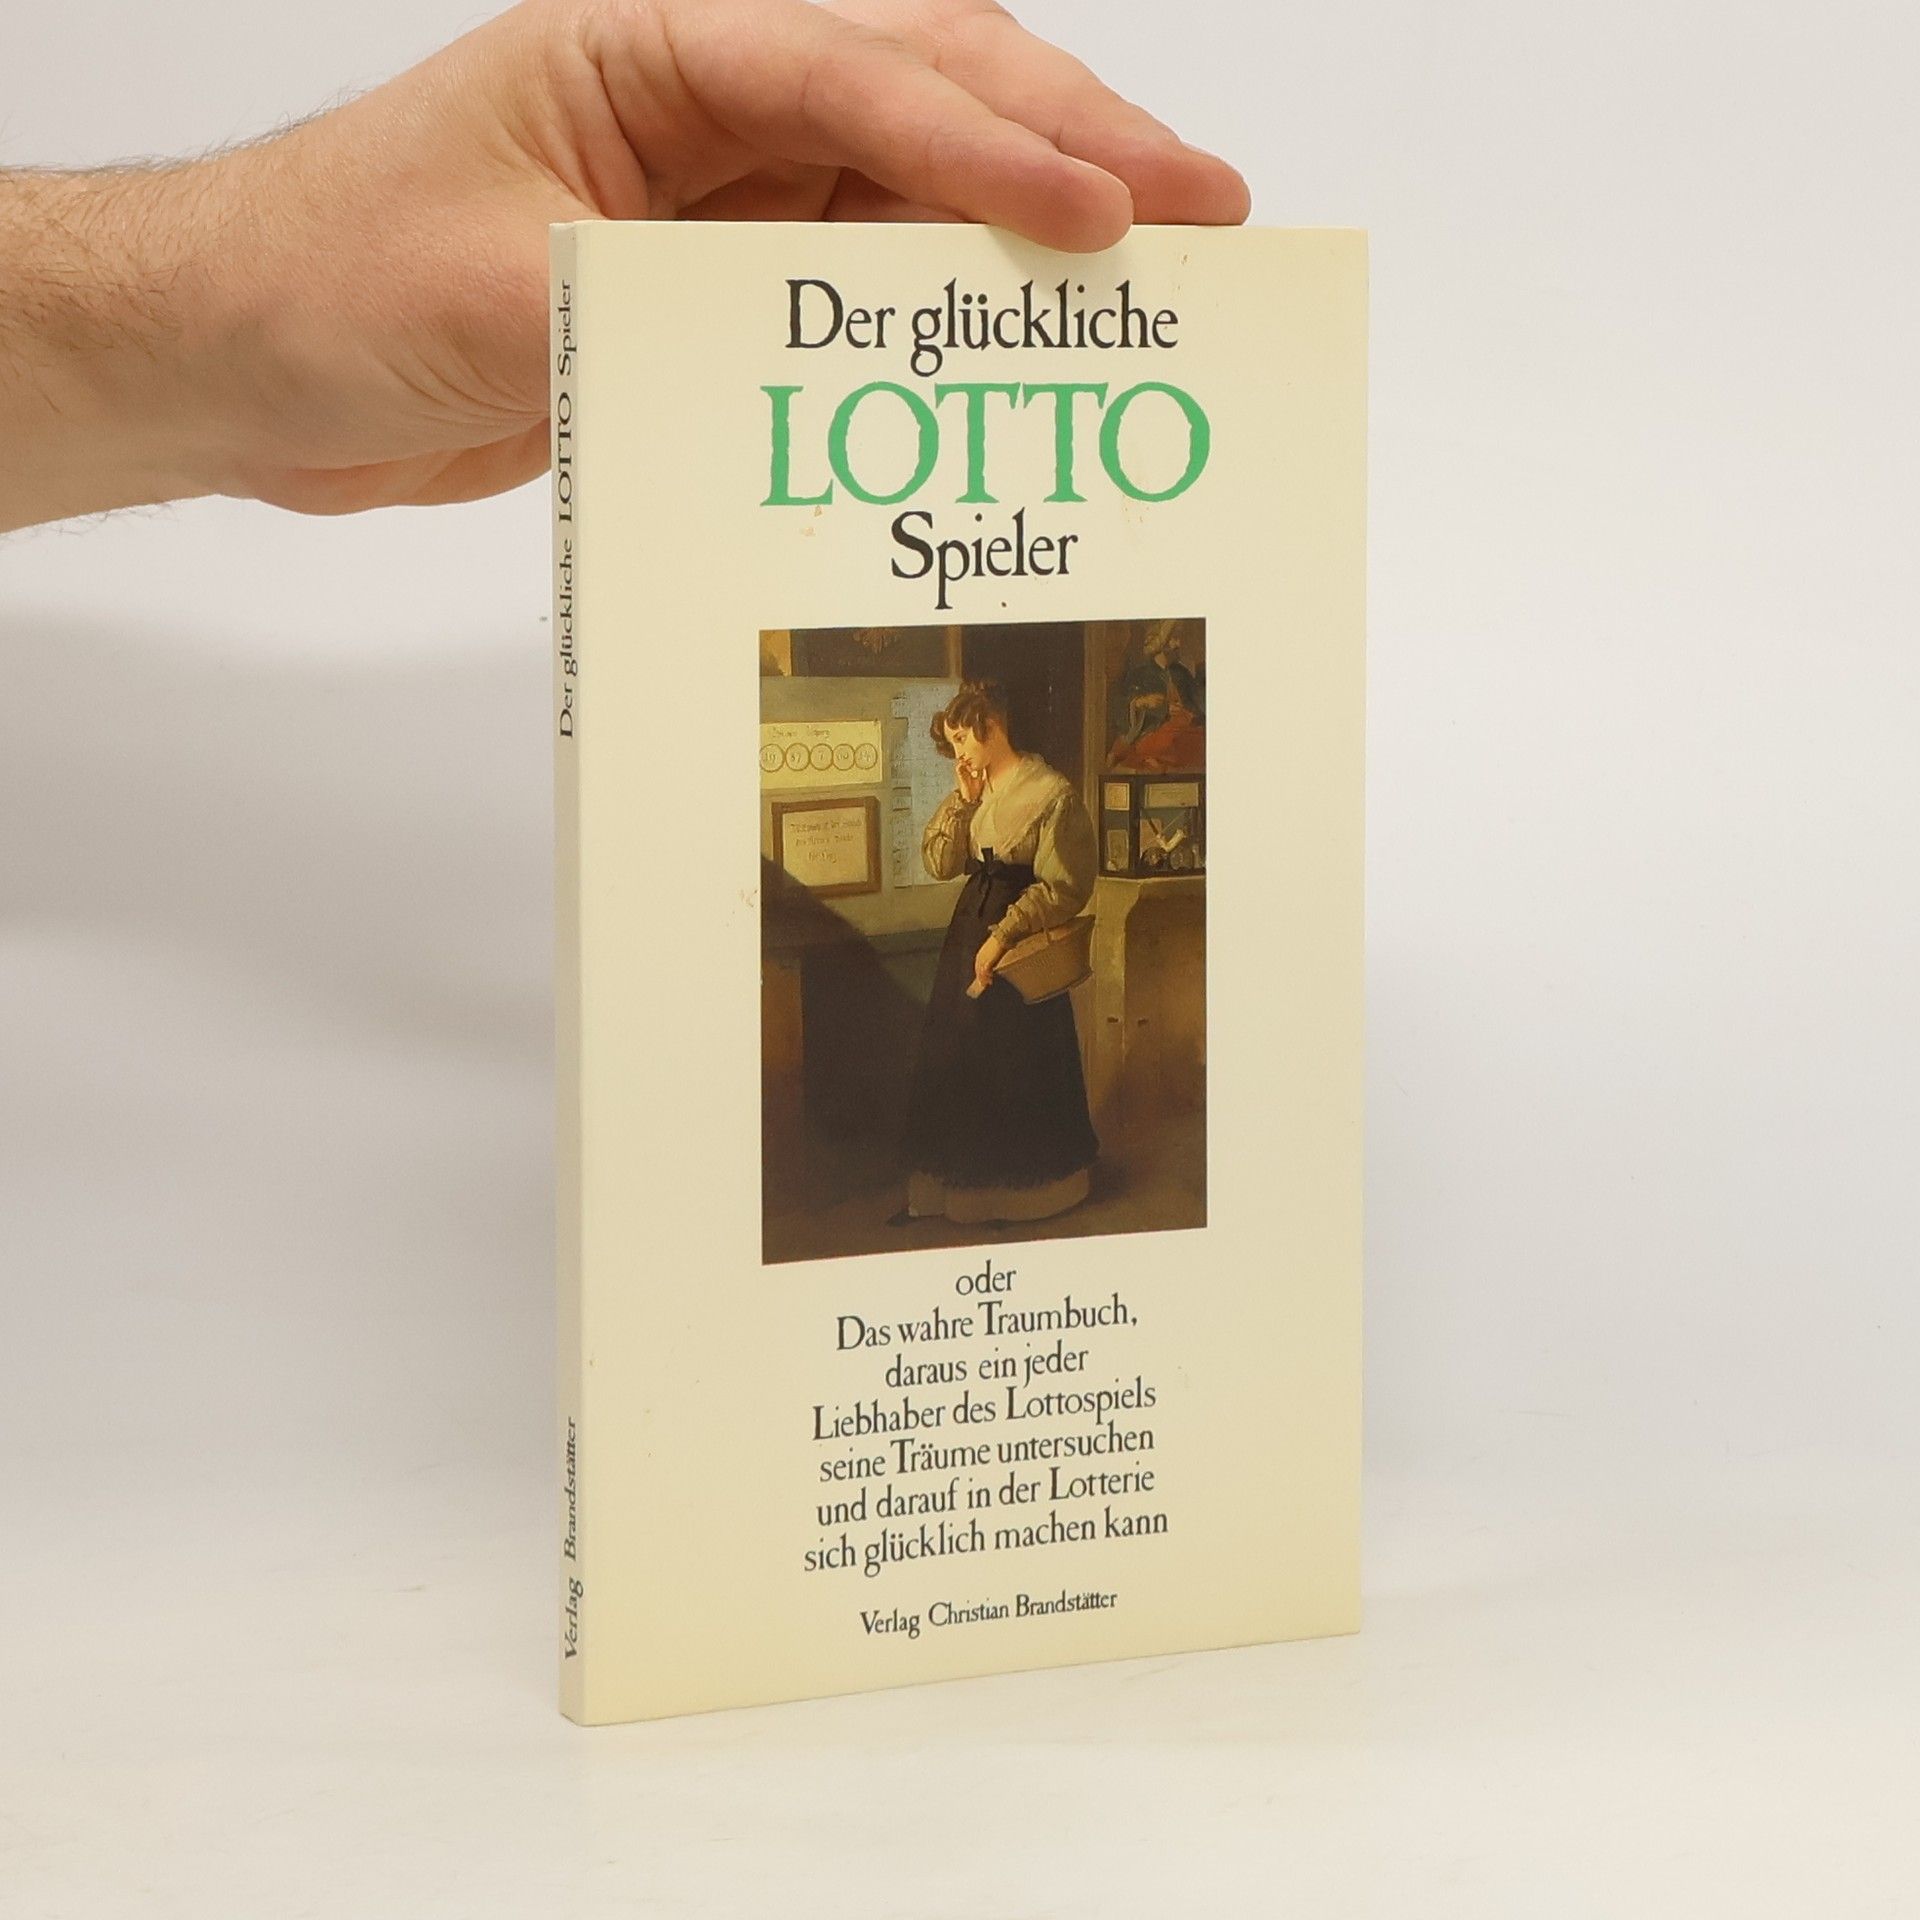 Der glückliche
LOTTO
Spieler
oder
Das wahre Traumbuch,
daraus ein jeder
Liebhaber des Lottospiels
seine Träume untersuchen
und darauf in der Lotterie
sich glücklich machen kann
Verlag Christian Brandstätter
Der glückliche LOTTO Spieler
Verlag Brandstätter